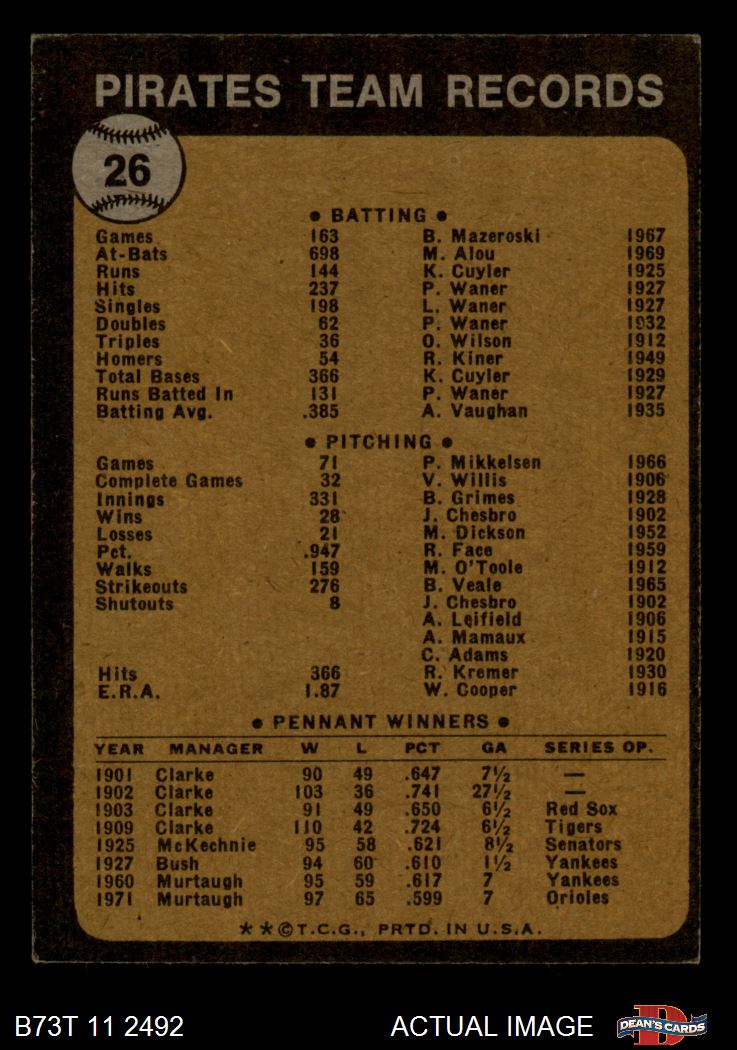 PIRATES TEAM RECORDS
26
● BATTING ●
Games 163 B. Mazeroski 1967
At-Bats 698 M. Alou 1969
Runs 144 K. Cuyler 1925
Hits 237 P. Waner 1927
Singles 198 L. Waner 1927
Doubles 62 P. Waner 1932
Triples 36 O. Wilson 1912
Homers 54 R. Kiner 1949
Total Bases 366 K. Cuyler 1929
Runs Batted In 131 P. Waner 1927
Batting Avg. .385 A. Vaughan 1935
● PITCHING ●
Games 71 P. Mikkelsen 1966
Complete Games 32 V. Willis 1906
Innings 331 B. Grimes 1928
Wins 28 J. Chesbro 1902
Losses 21 M. Dickson 1952
Pct. .947 R. Face 1959
Walks 159 M. O'Toole 1912
Strikeouts 276 B. Veale 1965
Shutouts 8 J. Chesbro 1902
A. Leifield 1906
A. Mamaux 1915
C. Adams 1920
Hits 366 R. Kremer 1930
E.R.A. 1.87 W. Cooper 1916
● PENNANT WINNERS ●
YEAR MANAGER W L PCT GA SERIES OP.
1901 Clarke 90 49 .647 7½ —
1902 Clarke 103 36 .741 27½ —
1903 Clarke 91 49 .650 6½ Red Sox
1909 Clarke 110 42 .724 6½ Tigers
1925 McKechnie 95 58 .621 8½ Senators
1927 Bush 94 60 .610 1½ Yankees
1960 Murtaugh 95 59 .617 7 Yankees
1971 Murtaugh 97 65 .599 7 Orioles
★ ★ © T.C.G., PRTD. IN U.S.A.
B73T 11 2492 ACTUAL IMAGE D DEAN'S CARDS